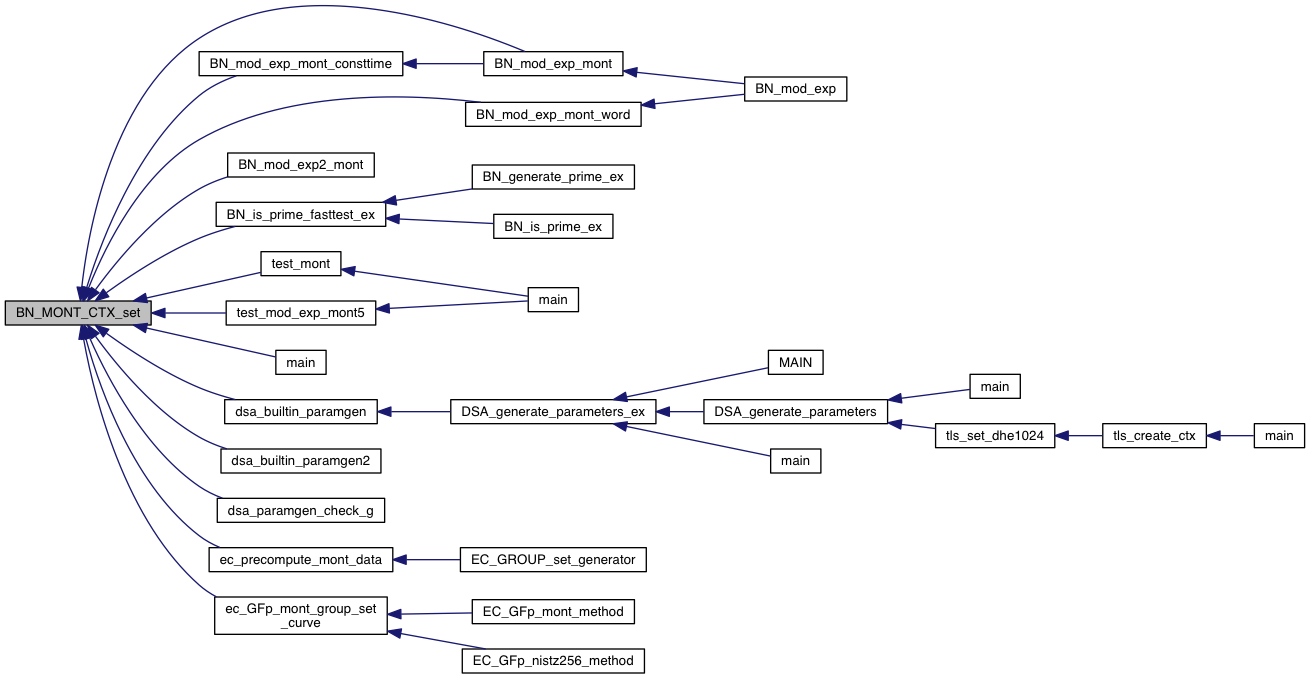 BN_mod_exp_mont_consttime
BN_mod_exp_mont
BN_mod_exp
BN_mod_exp_mont_word
BN_mod_exp2_mont
BN_generate_prime_ex
BN_is_prime_fasttest_ex
BN_is_prime_ex
test_mont
main
BN_MONT_CTX_set
test_mod_exp_mont5
main
MAIN
main
dsa_builtin_paramgen
DSA_generate_parameters_ex
DSA_generate_parameters
tls_set_dhe1024
tls_create_ctx
main
dsa_builtin_paramgen2
main
dsa_paramgen_check_g
ec_precompute_mont_data
EC_GROUP_set_generator
ec_GFp_mont_group_set
_curve
EC_GFp_mont_method
EC_GFp_nistz256_method